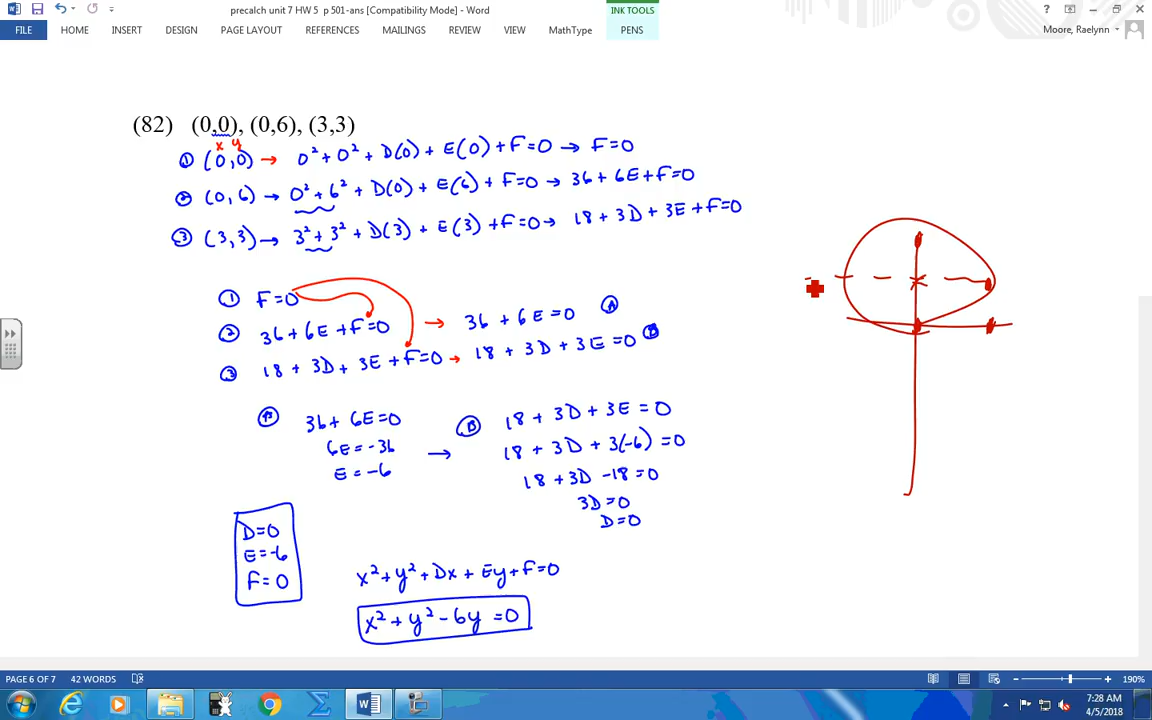 precalch unit 7 HW 5 p 501-ans [Compatibility Mode] - Word
INK TOOLS
FILE HOME INSERT DESIGN PAGE LAYOUT REFERENCES MAILINGS REVIEW VIEW MathType PENS
Moore, Raelynn
(82) (0,0), (0,6), (3,3)
x y
① (0,0) → 0² + 0² + D(0) + E(0) + F = 0 → F = 0
② (0,6) → 0² + 6² + D(0) + E(6) + F = 0 → 36 + 6E + F = 0
③ (3,3) → 3² + 3² + D(3) + E(3) + F = 0 → 18 + 3D + 3E + F = 0
① F = 0
② 36 + 6E + F = 0 → 36 + 6E = 0 Ⓐ
③ 18 + 3D + 3E + F = 0 → 18 + 3D + 3E = 0 Ⓑ
Ⓐ 36 + 6E = 0
6E = -36
E = -6
→
Ⓑ 18 + 3D + 3E = 0
18 + 3D + 3(-6) = 0
18 + 3D - 18 = 0
3D = 0
D = 0
D = 0
E = -6
F = 0
x² + y² + Dx + Ey + F = 0
x² + y² - 6y = 0
PAGE 6 OF 7 42 WORDS
190%
7:28 AM
4/5/2018